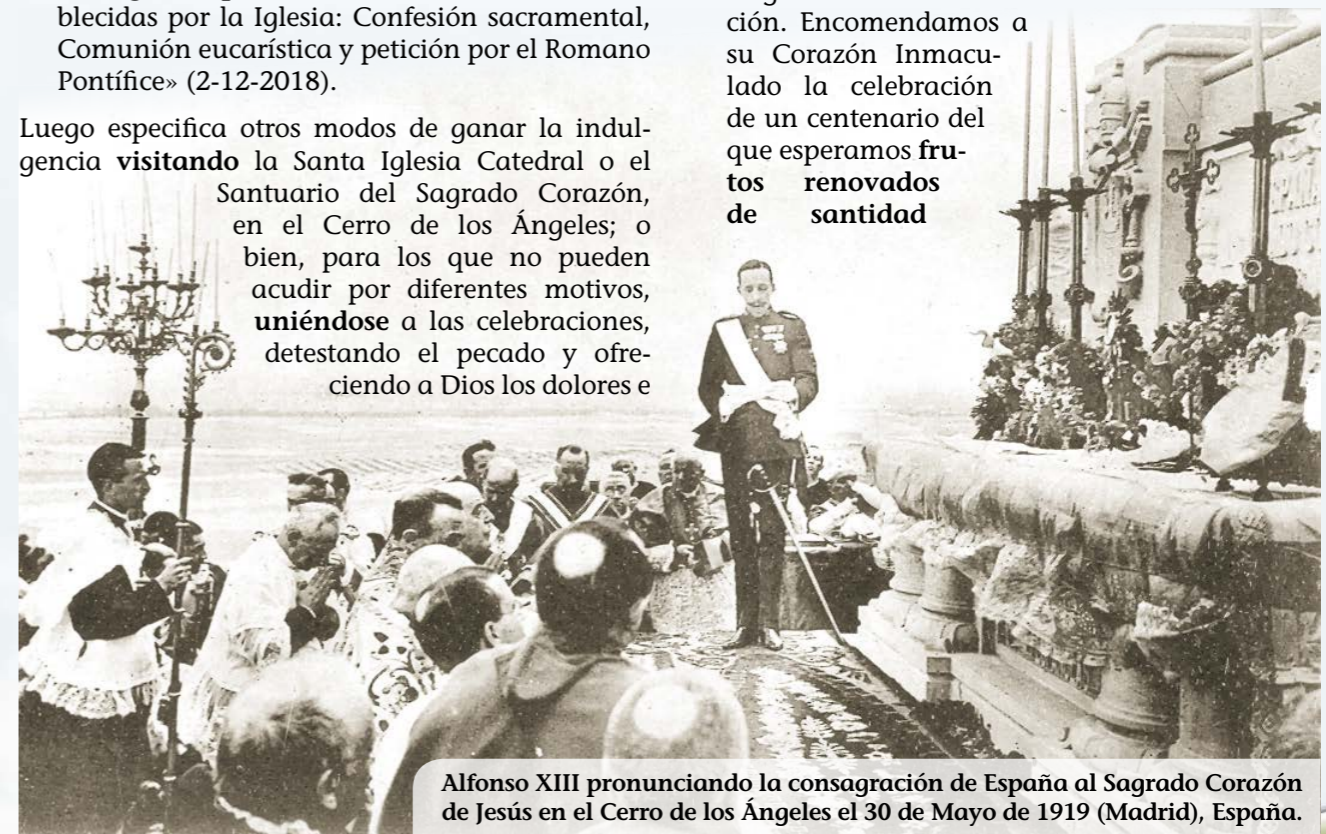 blecidas por la Iglesia: Confesión sacramental,
Comunión eucarística y petición por el Romano
Pontífice» (2-12-2018).
Luego especifica otros modos de ganar la indul-
gencia visitando la Santa Iglesia Catedral o el
Santuario del Sagrado Corazón,
en el Cerro de los Ángeles; o
bien, para los que no pueden
acudir por diferentes motivos,
uniéndose a las celebraciones,
detestando el pecado y ofre-
ciendo a Dios los dolores e
ción. Encomendamos a
su Corazón Inmacu-
lado la celebración
de un centenario del
que esperamos fru-
tos renovados
de santidad
Alfonso XIII pronunciando la consagración de España al Sagrado Corazón
de Jesús en el Cerro de los Ángeles el 30 de Mayo de 1919 (Madrid), España.